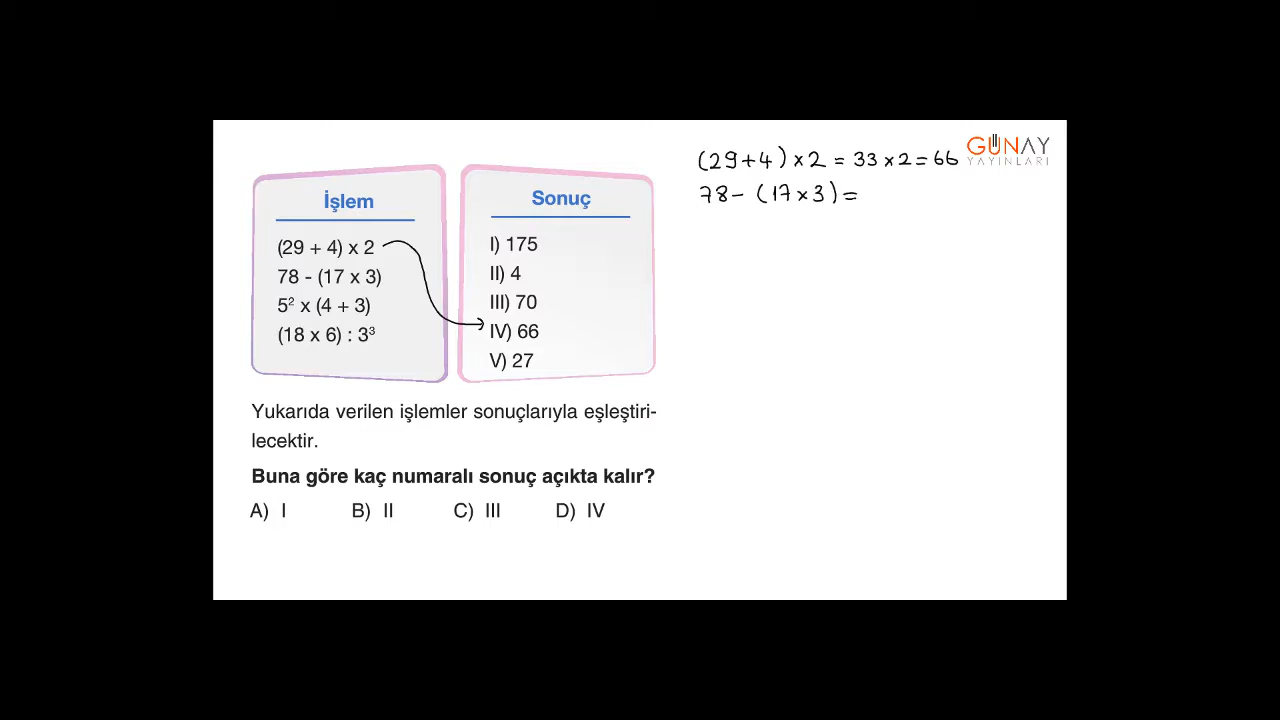 GÜNAY
YAYINLARI
(29+4)×2=33×2=66
78-(17×3)=
İşlem
(29 + 4) x 2
78 - (17 x 3)
5² x (4 + 3)
(18 x 6) : 3³
Sonuç
I) 175
II) 4
III) 70
IV) 66
V) 27
Yukarıda verilen işlemler sonuçlarıyla eşleştiri-
lecektir.
Buna göre kaç numaralı sonuç açıkta kalır?
A) I B) II C) III D) IV